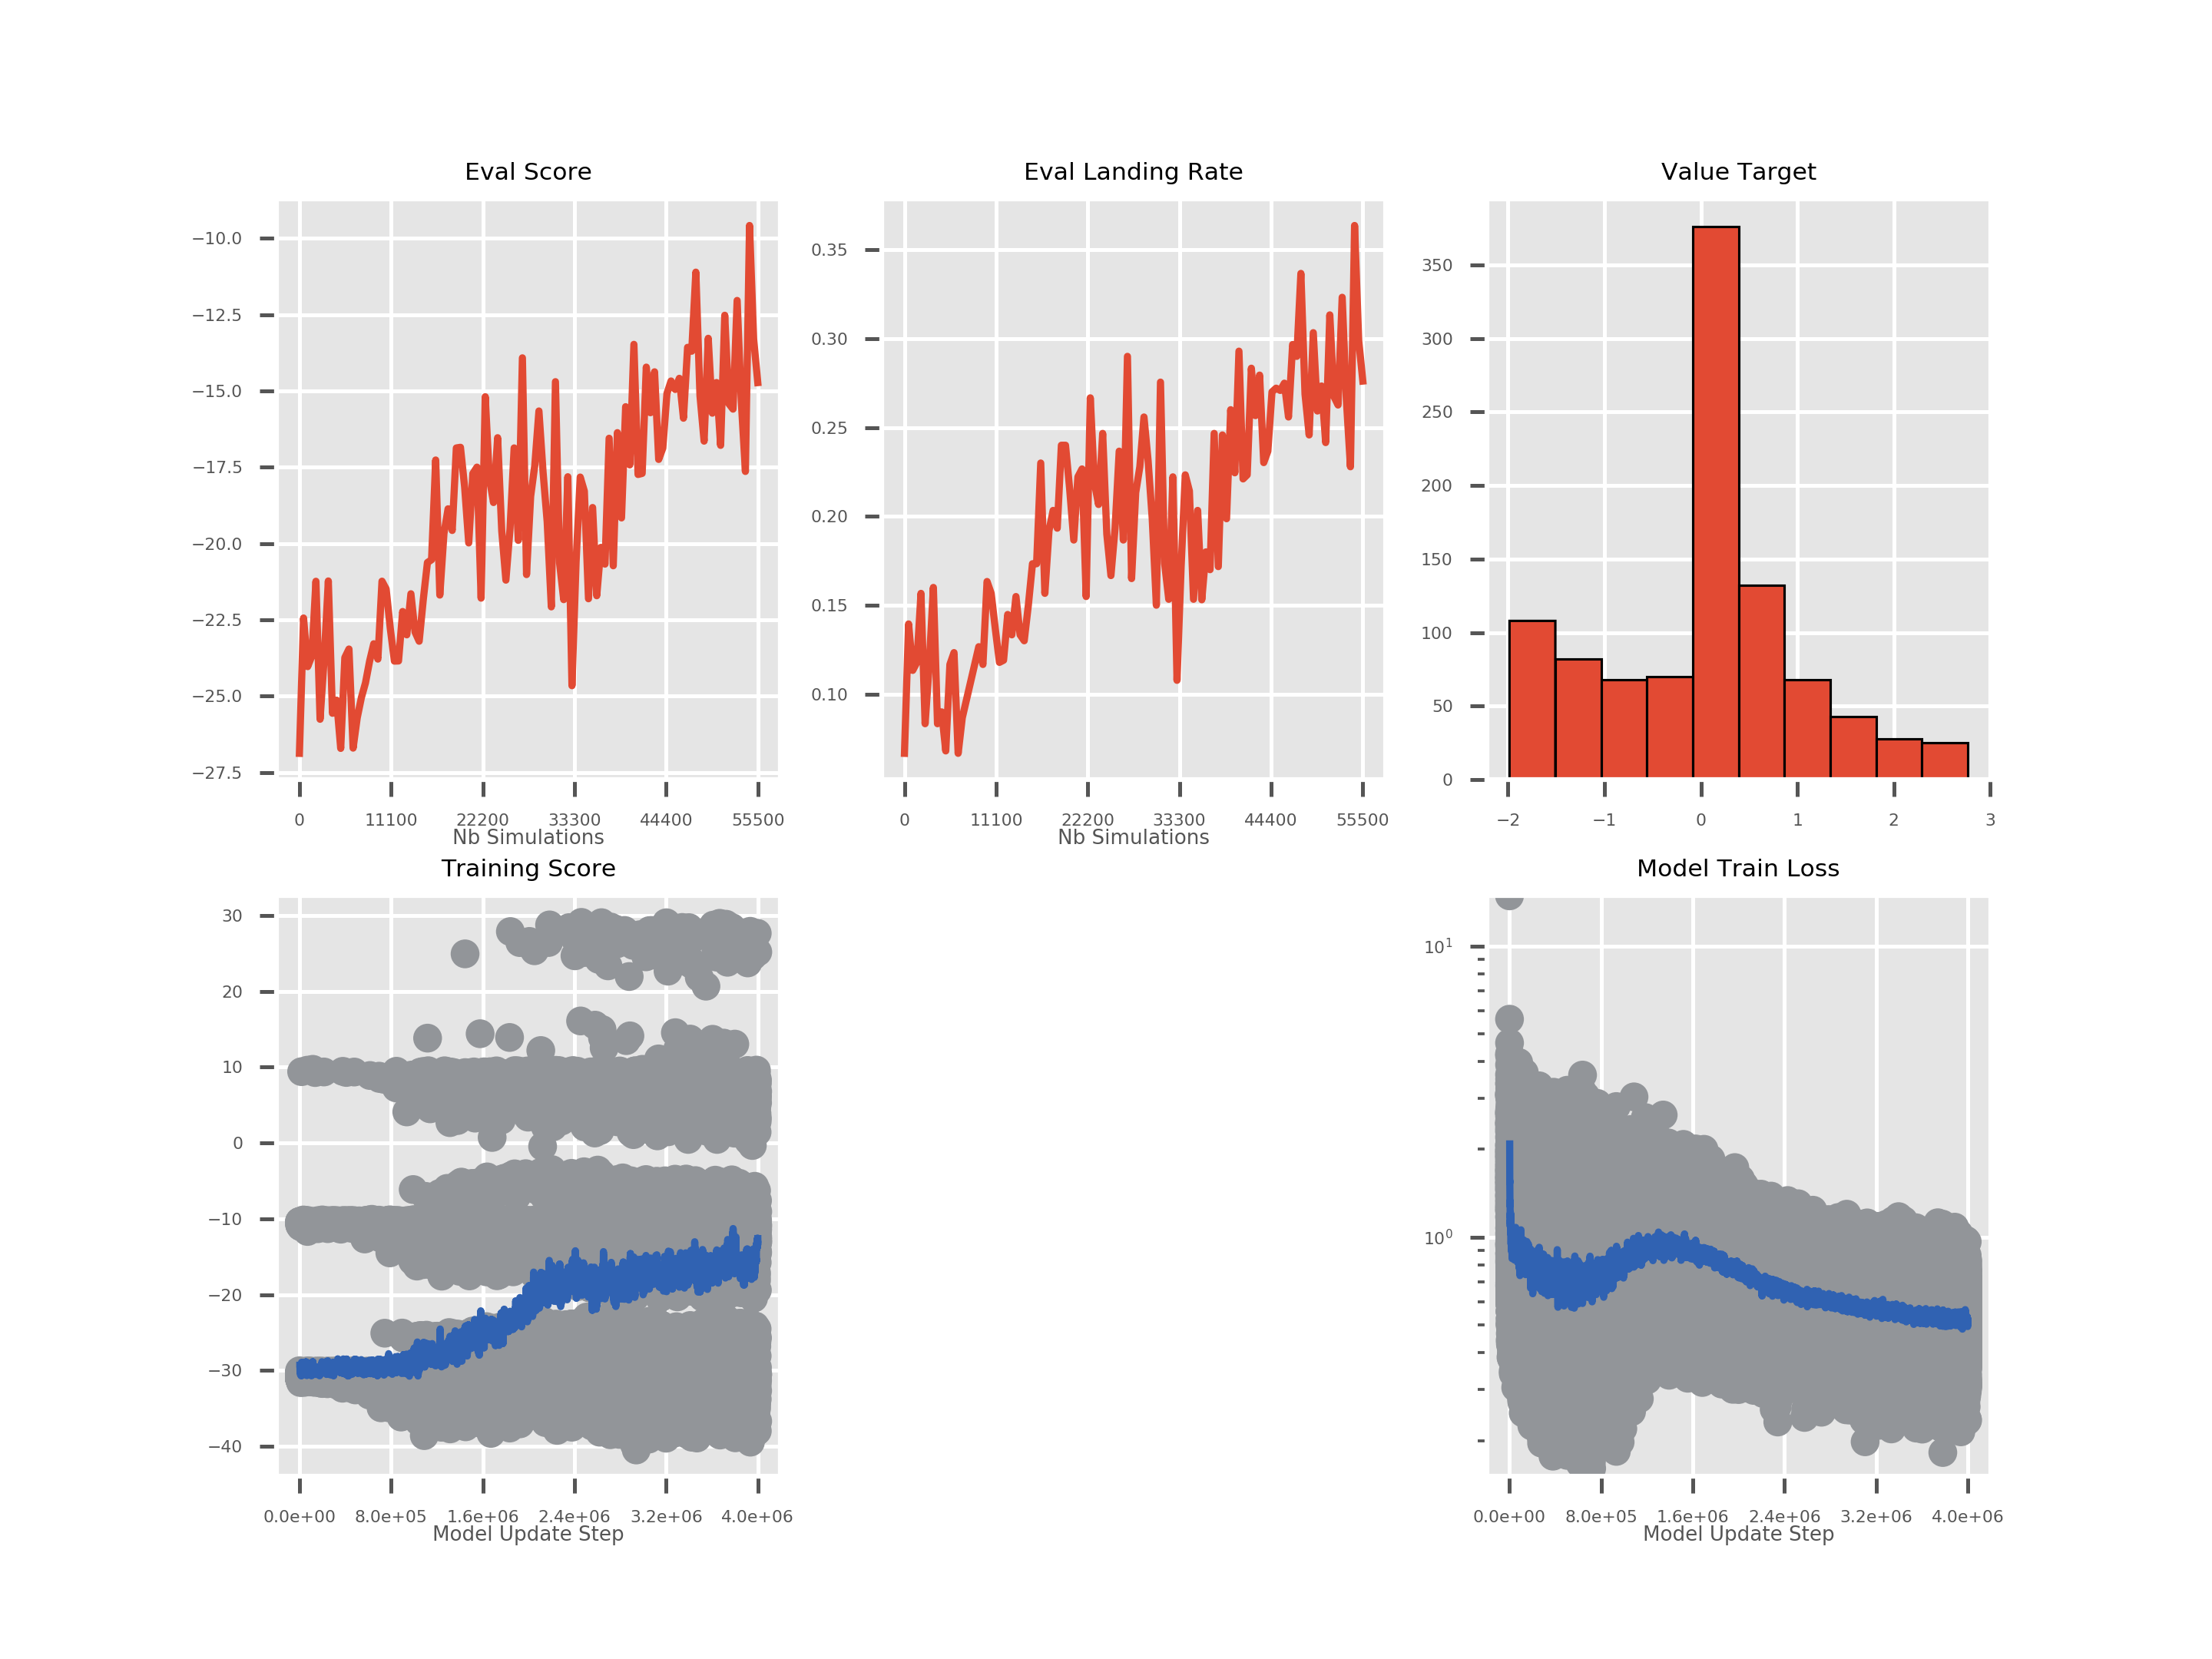 Eval Score
−10.0
−12.5
−15.0
−17.5
−20.0
−22.5
−25.0
−27.5
0 11100 22200 33300 44400 55500
Nb Simulations
Eval Landing Rate
0.35
0.30
0.25
0.20
0.15
0.10
0 11100 22200 33300 44400 55500
Nb Simulations
Value Target
350
300
250
200
150
100
50
0
−2 −1 0 1 2 3
Training Score
30
20
10
0
−10
−20
−30
−40
0.0e+00 8.0e+05 1.6e+06 2.4e+06 3.2e+06 4.0e+06
Model Update Step
Model Train Loss
10¹
10⁰
0.0e+00 8.0e+05 1.6e+06 2.4e+06 3.2e+06 4.0e+06
Model Update Step